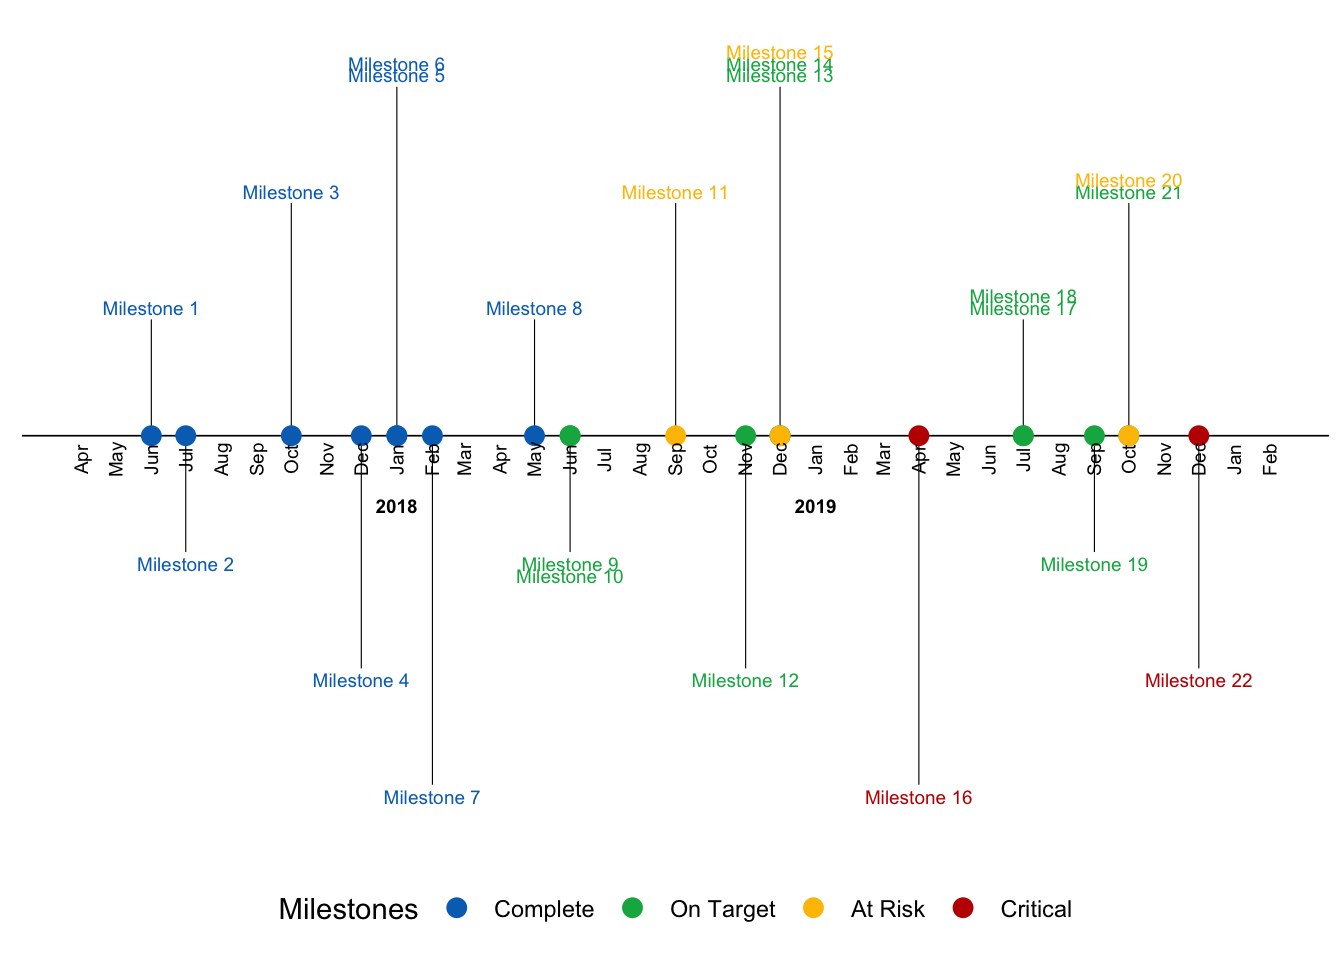 Milestone 15
Milestone 6
Milestone 14
Milestone 5
Milestone 13
Milestone 20
Milestone 3
Milestone 11
Milestone 21
Milestone 18
Milestone 1
Milestone 8
Milestone 17
Apr May Jun Jul Aug Sep Oct Nov Dec Jan Feb Mar Apr May Jun Jul Aug Sep Oct Nov Dec Jan Feb Mar Apr May Jun Jul Aug Sep Oct Nov Dec Jan Feb
2018 2019
Milestone 2
Milestone 9
Milestone 19
Milestone 10
Milestone 4
Milestone 12
Milestone 22
Milestone 7
Milestone 16
Milestones Complete On Target At Risk Critical